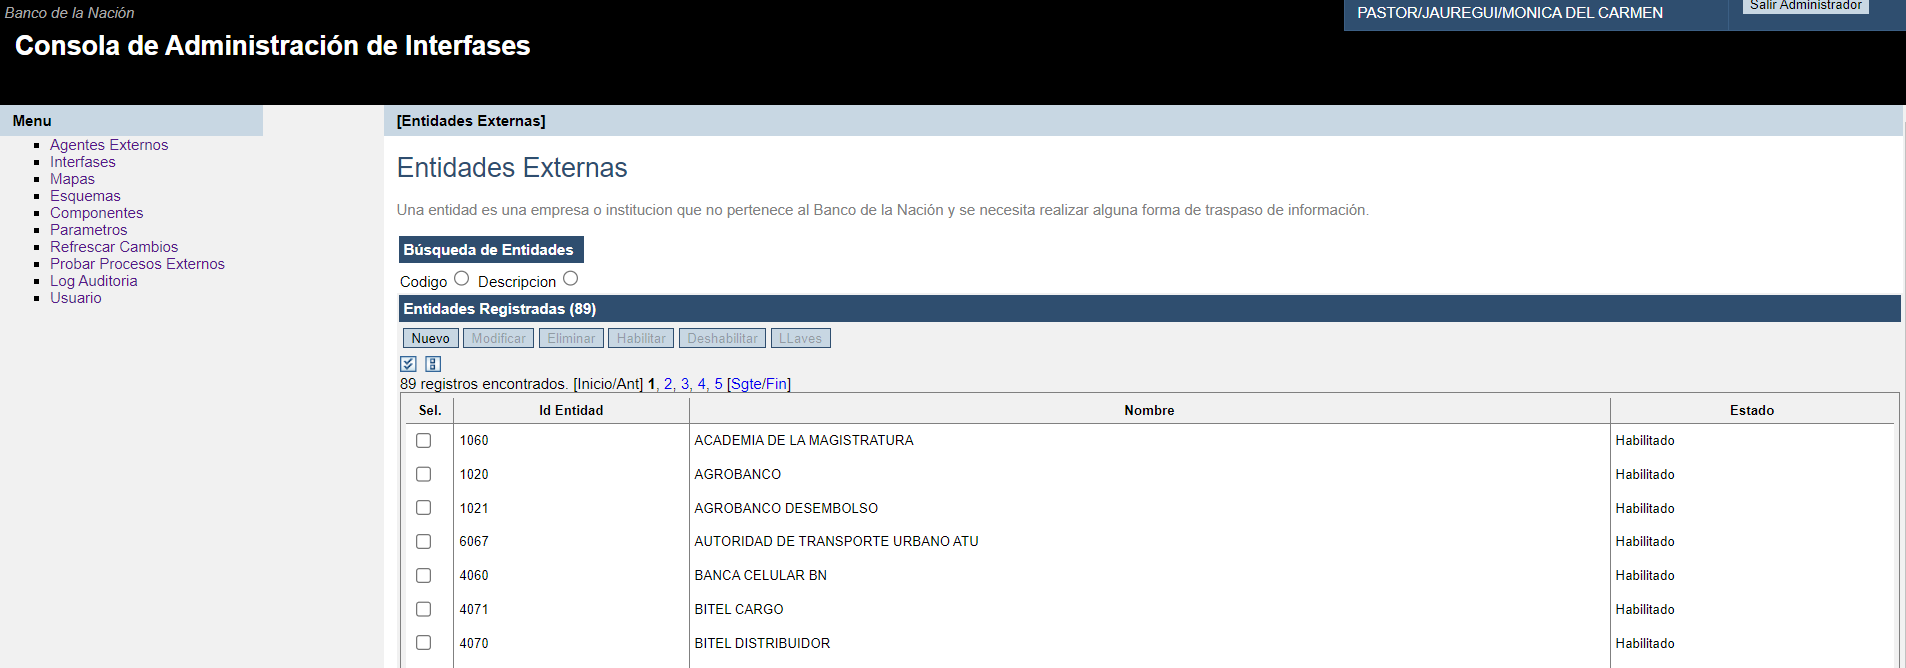 Banco de la Nación
PASTOR/JAUREGUI/MONICA DEL CARMEN
Salir Administrador
Consola de Administración de Interfases
Menu
Agentes Externos
Interfases
Mapas
Esquemas
Componentes
Parametros
Refrescar Cambios
Probar Procesos Externos
Log Auditoria
Usuario
[Entidades Externas]
Entidades Externas
Una entidad es una empresa o institucion que no pertenece al Banco de la Nación y se necesita realizar alguna forma de traspaso de información.
Búsqueda de Entidades
Codigo Descripcion
Entidades Registradas (89)
Nuevo Modificar Eliminar Habilitar Deshabilitar LLaves
89 registros encontrados. [Inicio/Ant] 1, 2, 3, 4, 5 [Sgte/Fin]
Sel. Id Entidad Nombre Estado
1060 ACADEMIA DE LA MAGISTRATURA Habilitado
1020 AGROBANCO Habilitado
1021 AGROBANCO DESEMBOLSO Habilitado
6067 AUTORIDAD DE TRANSPORTE URBANO ATU Habilitado
4060 BANCA CELULAR BN Habilitado
4071 BITEL CARGO Habilitado
4070 BITEL DISTRIBUIDOR Habilitado